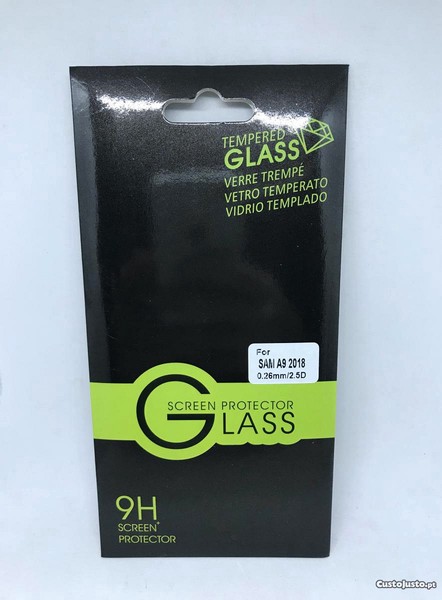 TEMPERED
GLASS
VERRE TREMPÉ
VETRO TEMPERATO
VIDRIO TEMPLADO
For
SAM A9 2018
0.26mm/2.5D
SCREEN PROTECTOR
GLASS
9H
SCREEN
PROTECTOR
CustoJusto.pt